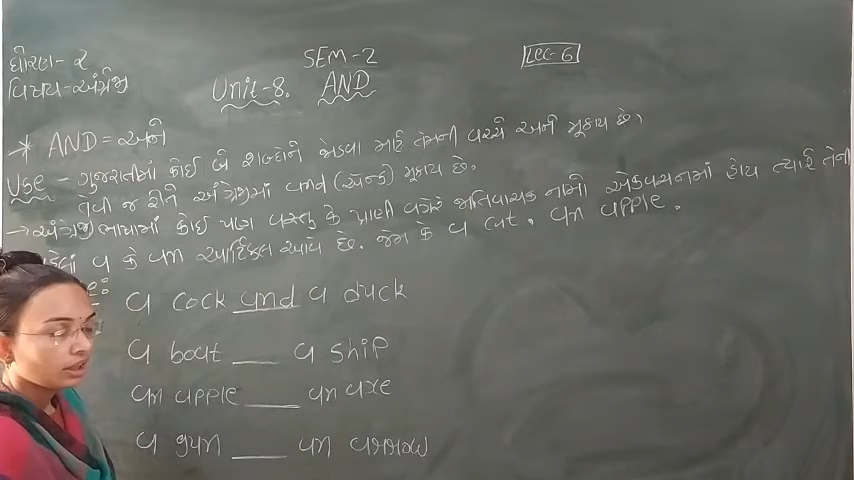 ધોરણ-૨
SEM-2
Lec-6
વિષય-અંગ્રેજી
Unit-8. AND
* AND = અને
Use - ગુજરાતીમાં કોઈ બે શબ્દોને જોડવા માટે તેમની વચ્ચે અને મૂકાય છે.
તેવી જ રીતે અંગ્રેજીમાં and (એન્ડ) મૂકાય છે.
→ અંગ્રેજી ભાષામાં કોઈ પણ વસ્તુ કે પ્રાણી વગેરે જાતિવાચક નામો એકવચનમાં હોય ત્યારે તેની
a કે an આર્ટિકલ આવે છે. જેમ કે a cat, an apple.
a cock and a duck
a boat ___ a ship
an apple ___ an axe
a gun ___ an arrow